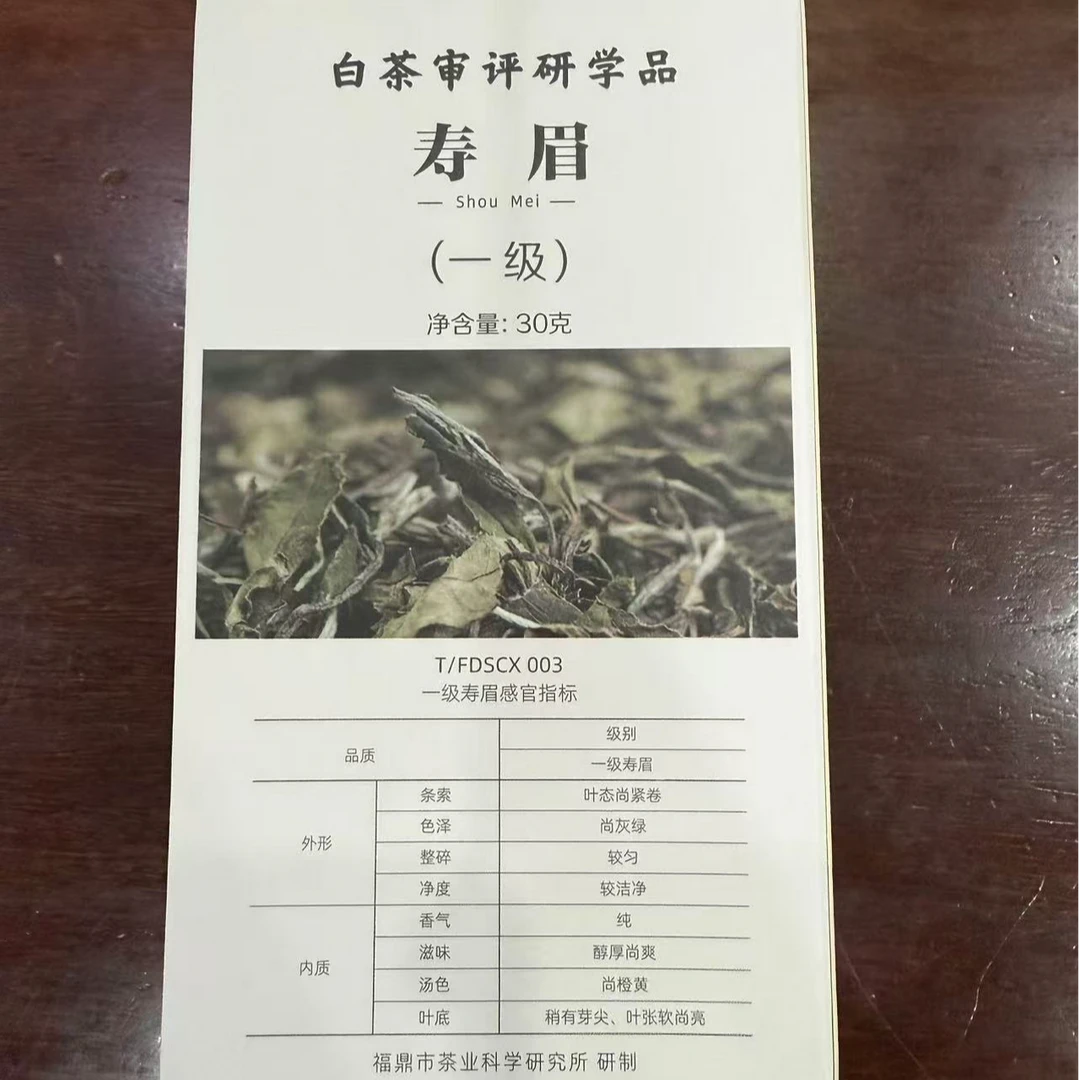 白茶审评研学品
寿 眉
— Shou Mei —
(一级)
净含量: 30克
T/FDSCX 003
一级寿眉感官指标
品质 级别
一级寿眉
外形 条索 叶态尚紧卷
色泽 尚灰绿
整碎 较匀
净度 较洁净
内质 香气 纯
滋味 醇厚尚爽
汤色 尚橙黄
叶底 稍有芽尖、叶张软尚亮
福鼎市茶业科学研究所 研制